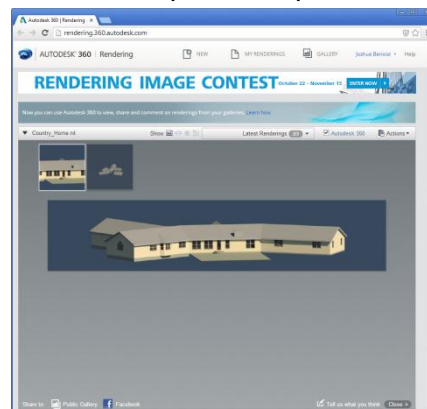 Autodesk 360 | Rendering
rendering.360.autodesk.com
AUTODESK® 360 | Rendering
NEW
MY RENDERINGS
GALLERY
Joshua Benoist
Help
RENDERING IMAGE CONTEST
October 22 - November 15
ENTER NOW
Now you can use Autodesk 360 to view, share and comment on renderings from your galleries. Learn how
Country_Home r4
Show
Latest Renderings
Autodesk 360
Actions
Share to
Public Gallery
Facebook
Tell us what you think
Close